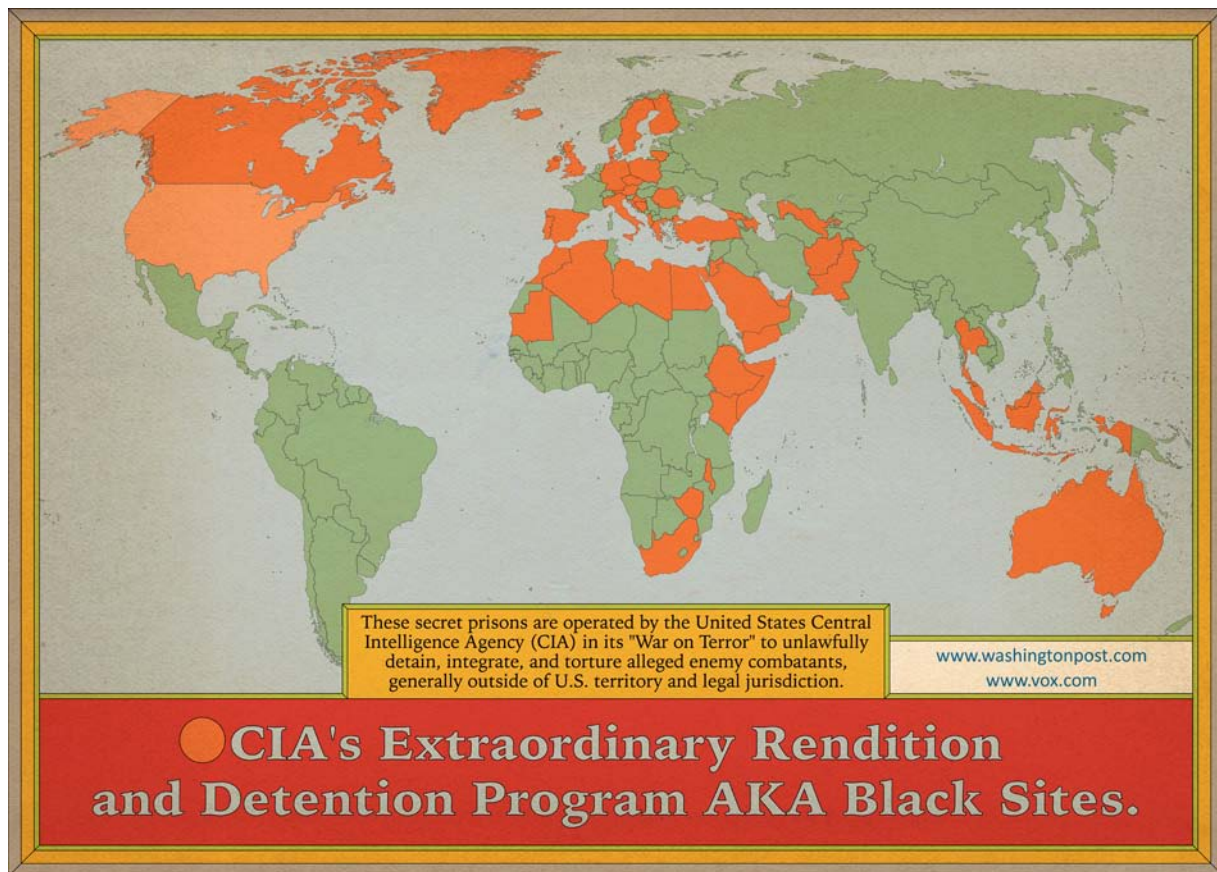 These secret prisons are operated by the United States Central
Intelligence Agency (CIA) in its "War on Terror" to unlawfully
detain, integrate, and torture alleged enemy combatants,
generally outside of U.S. territory and legal jurisdiction.
www.washingtonpost.com
www.vox.com
CIA's Extraordinary Rendition
and Detention Program AKA Black Sites.